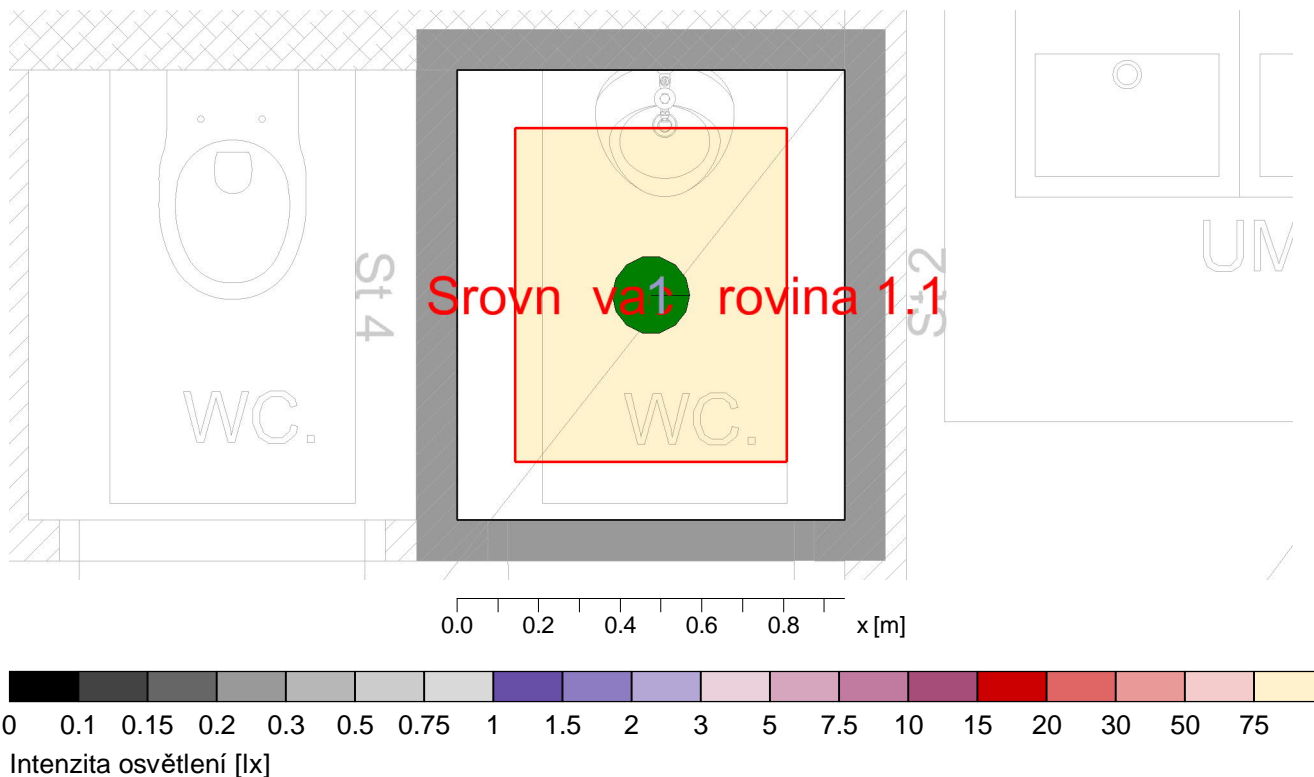 UM
St 4
Srovn vac rovina 1.1
1
St 2
WC.
WC.
0.0 0.2 0.4 0.6 0.8 x [m]
0 0.1 0.15 0.2 0.3 0.5 0.75 1 1.5 2 3 5 7.5 10 15 20 30 50 75
Intenzita osvětlení [lx]